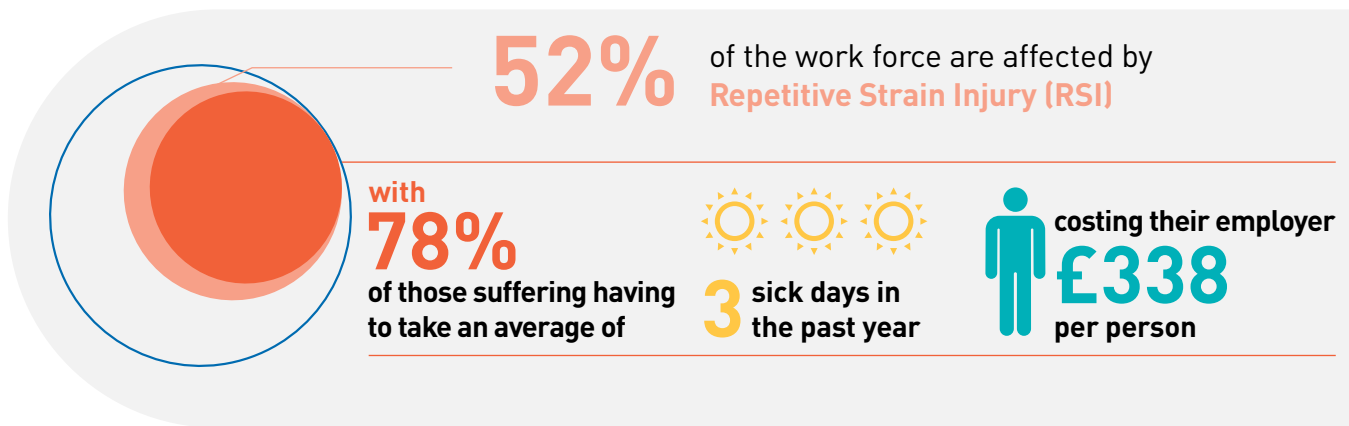 52%
of the work force are affected by
Repetitive Strain Injury (RSI)
with
78%
of those suffering having
to take an average of
3
sick days in
the past year
costing their employer
£338
per person